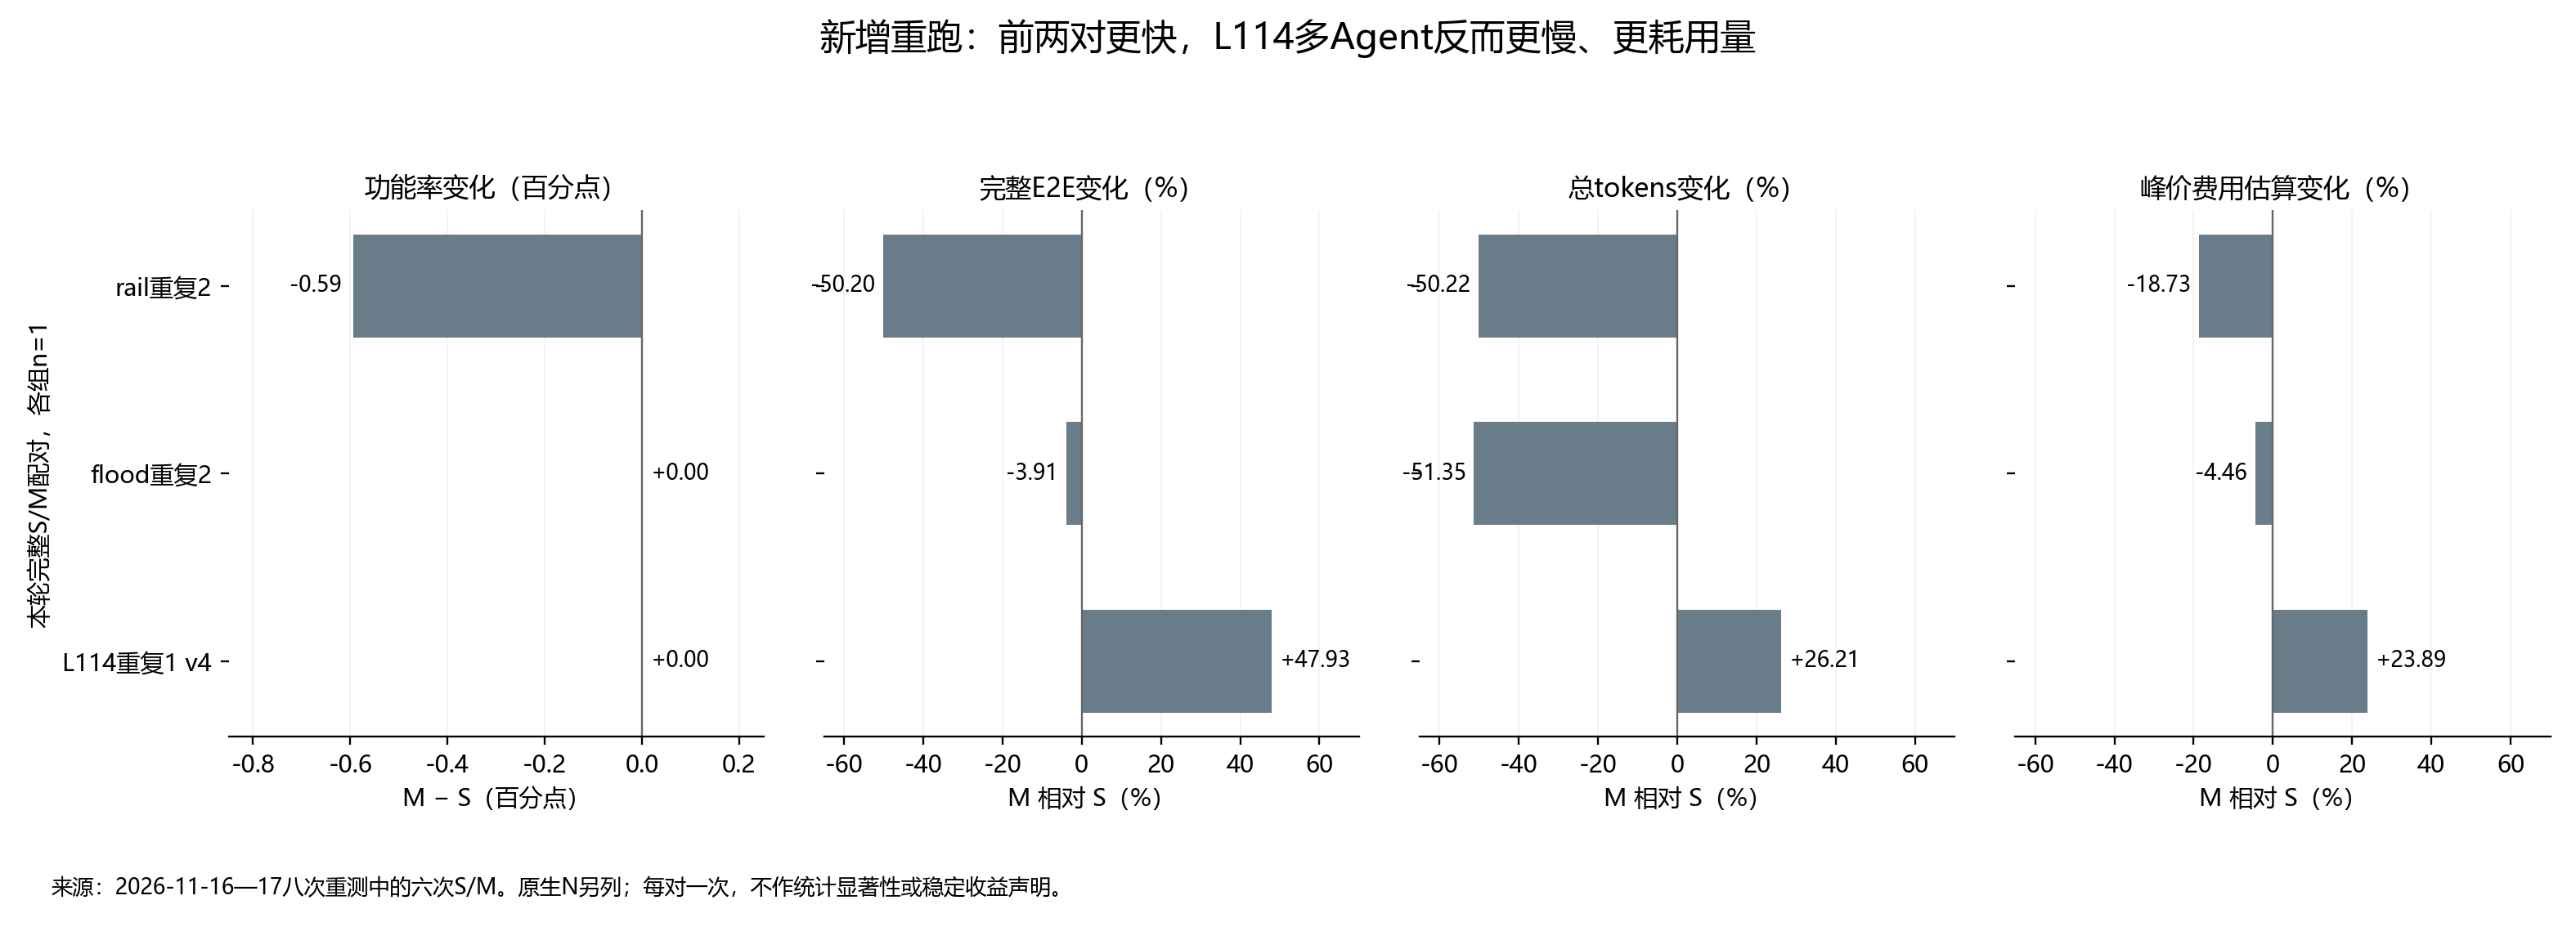 新增重跑：前两对更快，L114多Agent反而更慢、更耗用量
功能率变化（百分点）
完整E2E变化（%）
总tokens变化（%）
峰价费用估算变化（%）
本轮完整S/M配对，各组n=1
rail重复2
-0.59
-50.20
-50.22
-18.73
flood重复2
+0.00
-3.91
-51.35
-4.46
L114重复1 v4
+0.00
+47.93
+26.21
+23.89
-0.8 -0.6 -0.4 -0.2 0.0 0.2
-60 -40 -20 0 20 40 60
-60 -40 -20 0 20 40 60
-60 -40 -20 0 20 40 60
M − S（百分点）
M 相对 S（%）
M 相对 S（%）
M 相对 S（%）
来源：2026-11-16—17八次重测中的六次S/M。原生N另列；每对一次，不作统计显著性或稳定收益声明。